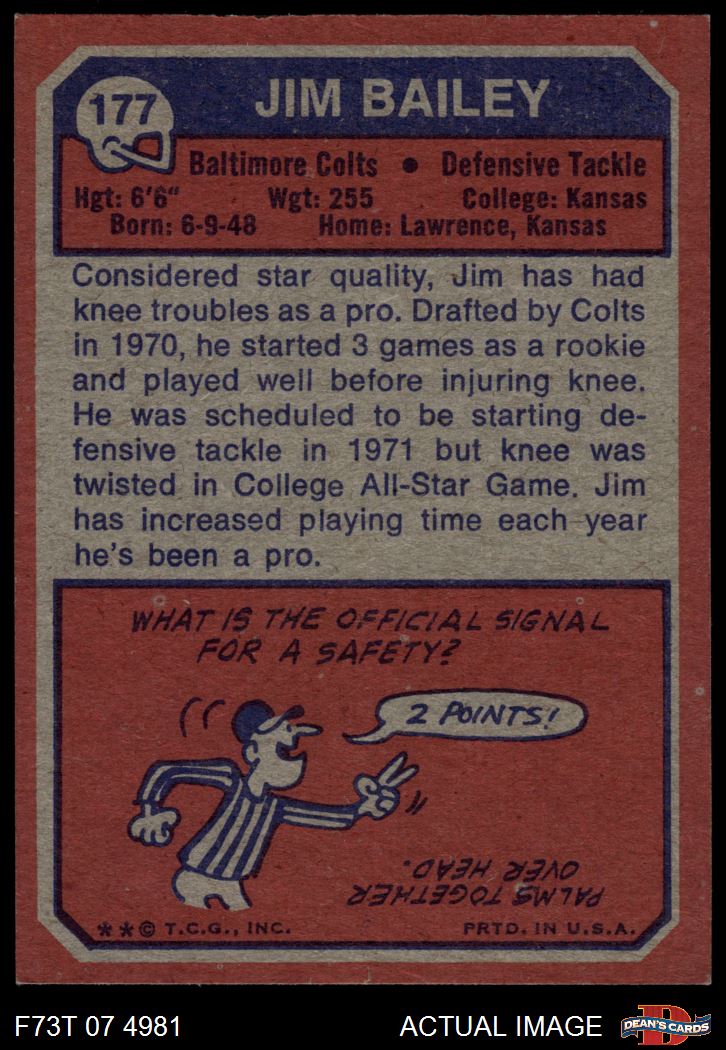 177
JIM BAILEY
Baltimore Colts • Defensive Tackle
Hgt: 6'6" Wgt: 255 College: Kansas
Born: 6-9-48 Home: Lawrence, Kansas
Considered star quality, Jim has had
knee troubles as a pro. Drafted by Colts
in 1970, he started 3 games as a rookie
and played well before injuring knee.
He was scheduled to be starting de-
fensive tackle in 1971 but knee was
twisted in College All-Star Game. Jim
has increased playing time each year
he's been a pro.
WHAT IS THE OFFICIAL SIGNAL
FOR A SAFETY?
2 POINTS!
PALMS TOGETHER
OVER HEAD.
**© T.C.G., INC. PRTD. IN U.S.A.
F73T 07 4981 ACTUAL IMAGE
D
DEAN'S CARDS